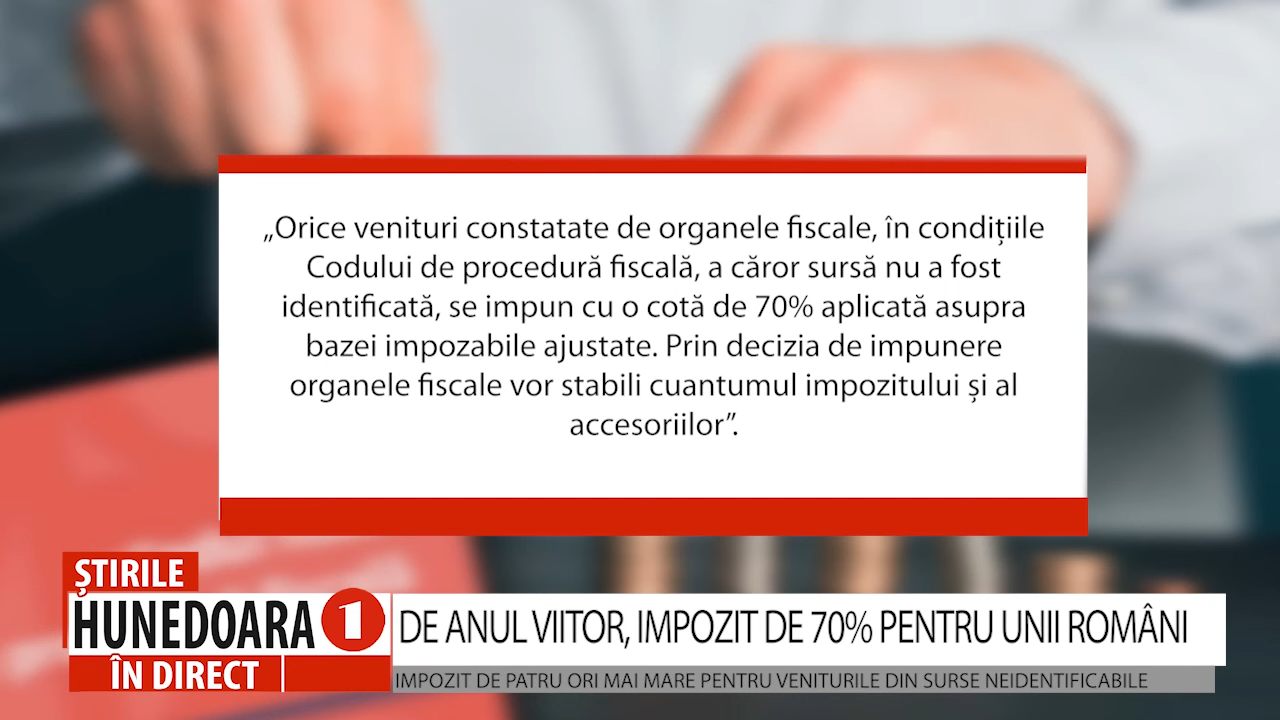 „Orice venituri constatate de organele fiscale, în condițiile
Codului de procedură fiscală, a căror sursă nu a fost
identificată, se impun cu o cotă de 70% aplicată asupra
bazei impozabile ajustate. Prin decizia de impunere
organele fiscale vor stabili cuantumul impozitului și al
accesoriilor”.
ȘTIRILE
HUNEDOARA 1
ÎN DIRECT
DE ANUL VIITOR, IMPOZIT DE 70% PENTRU UNII ROMÂNI
IMPOZIT DE PATRU ORI MAI MARE PENTRU VENITURILE DIN SURSE NEIDENTIFICABILE